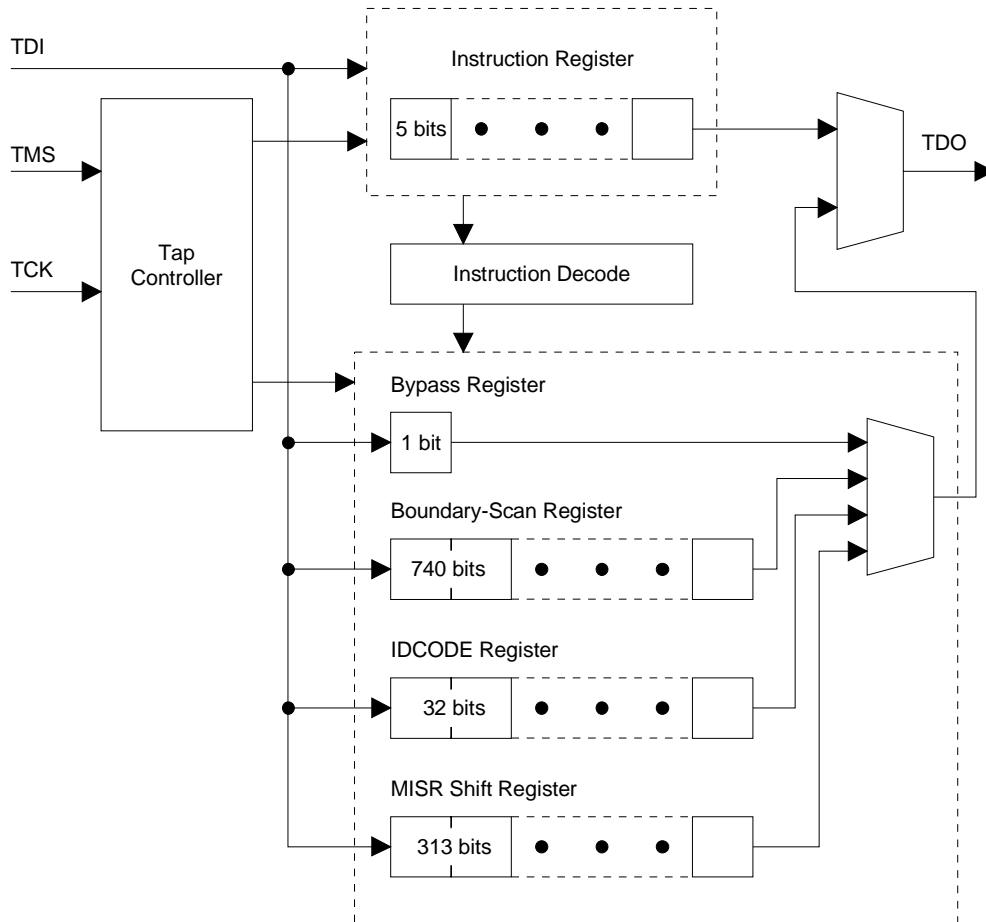 TDI
Instruction Register
5 bits
TMS
TDO
Tap
Controller
TCK
Instruction Decode
Bypass Register
1 bit
Boundary-Scan Register
740 bits
IDCODE Register
32 bits
MISR Shift Register
313 bits